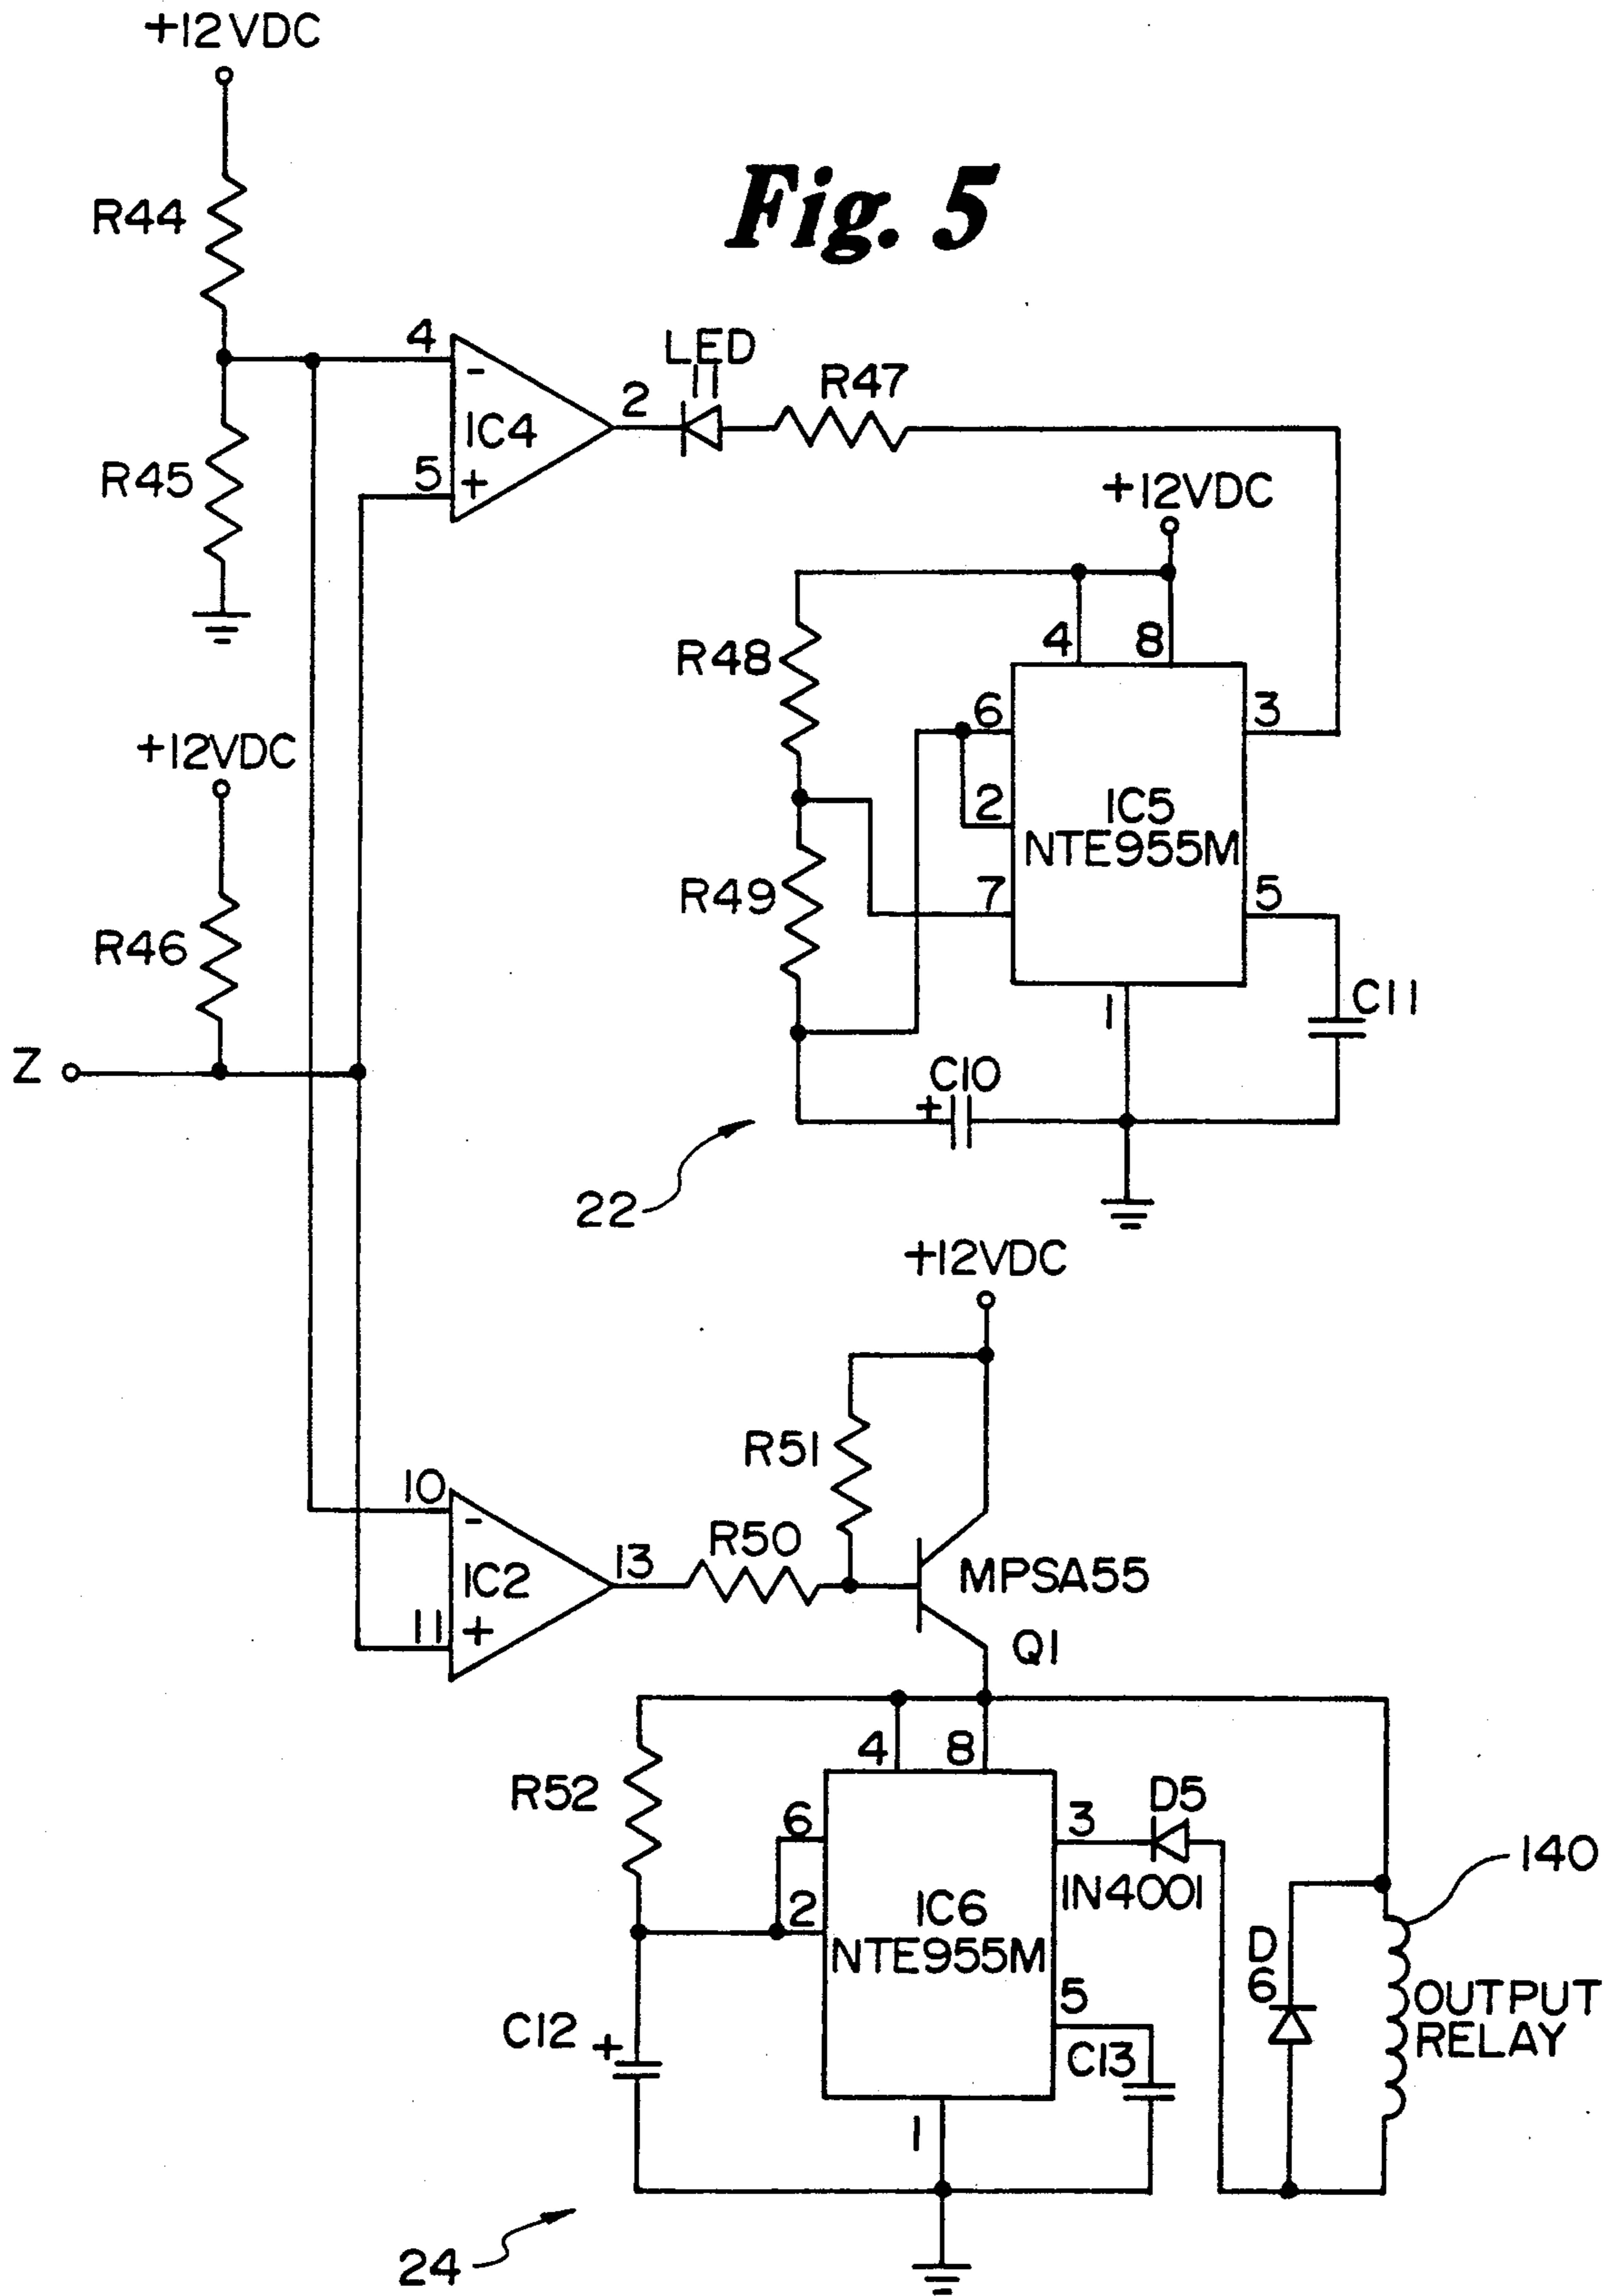 +12VDC
Fig. 5
R44
4
-
LED
11
R47
2
IC4
R45
5
+
+12VDC
4
8
R48
6
3
+12VDC
2
IC5
NTE955M
R49
7
5
R46
1
C11
Z
C10
+
22
+12VDC
R51
10
-
R50
13
MPSA55
IC2
11
+
Q1
4
8
R52
6
3
D5
140
1N4001
2
IC6
NTE955M
D
6
5
OUTPUT
RELAY
C12
+
C13
1
24